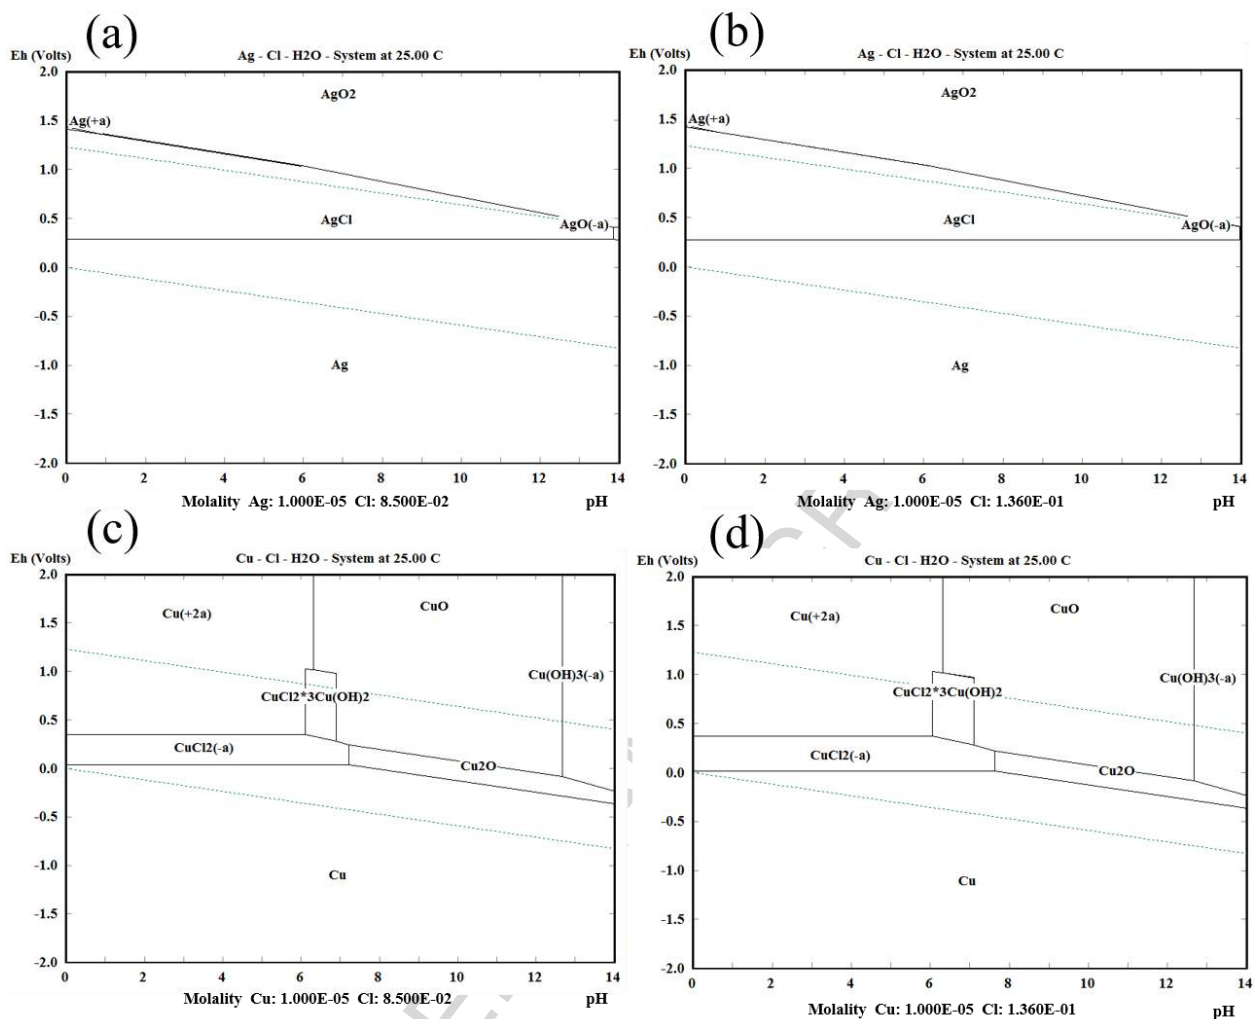 (a)
Eh (Volts) Ag - Cl - H2O - System at 25.00 C
2.0
AgO2
1.5
Ag(+a)
1.0
0.5
AgCl
AgO(-a)
0.0
-0.5
-1.0
Ag
-1.5
-2.0
0 2 4 6 8 10 12 14
Molality Ag: 1.000E-05 Cl: 8.500E-02 pH
(b)
Eh (Volts) Ag - Cl - H2O - System at 25.00 C
2.0
AgO2
1.5
Ag(+a)
1.0
0.5
AgCl
AgO(-a)
0.0
-0.5
-1.0
Ag
-1.5
-2.0
0 2 4 6 8 10 12 14
Molality Ag: 1.000E-05 Cl: 1.360E-01 pH
(c)
Eh (Volts) Cu - Cl - H2O - System at 25.00 C
2.0
Cu(+2a)
CuO
1.5
1.0
Cu(OH)3(-a)
CuCl2*3Cu(OH)2
0.5
CuCl2(-a)
Cu2O
0.0
-0.5
-1.0
Cu
-1.5
-2.0
0 2 4 6 8 10 12 14
Molality Cu: 1.000E-05 Cl: 8.500E-02 pH
(d)
Eh (Volts) Cu - Cl - H2O - System at 25.00 C
2.0
Cu(+2a)
CuO
1.5
1.0
Cu(OH)3(-a)
CuCl2*3Cu(OH)2
0.5
CuCl2(-a)
Cu2O
0.0
-0.5
-1.0
Cu
-1.5
-2.0
0 2 4 6 8 10 12 14
Molality Cu: 1.000E-05 Cl: 1.360E-01 pH